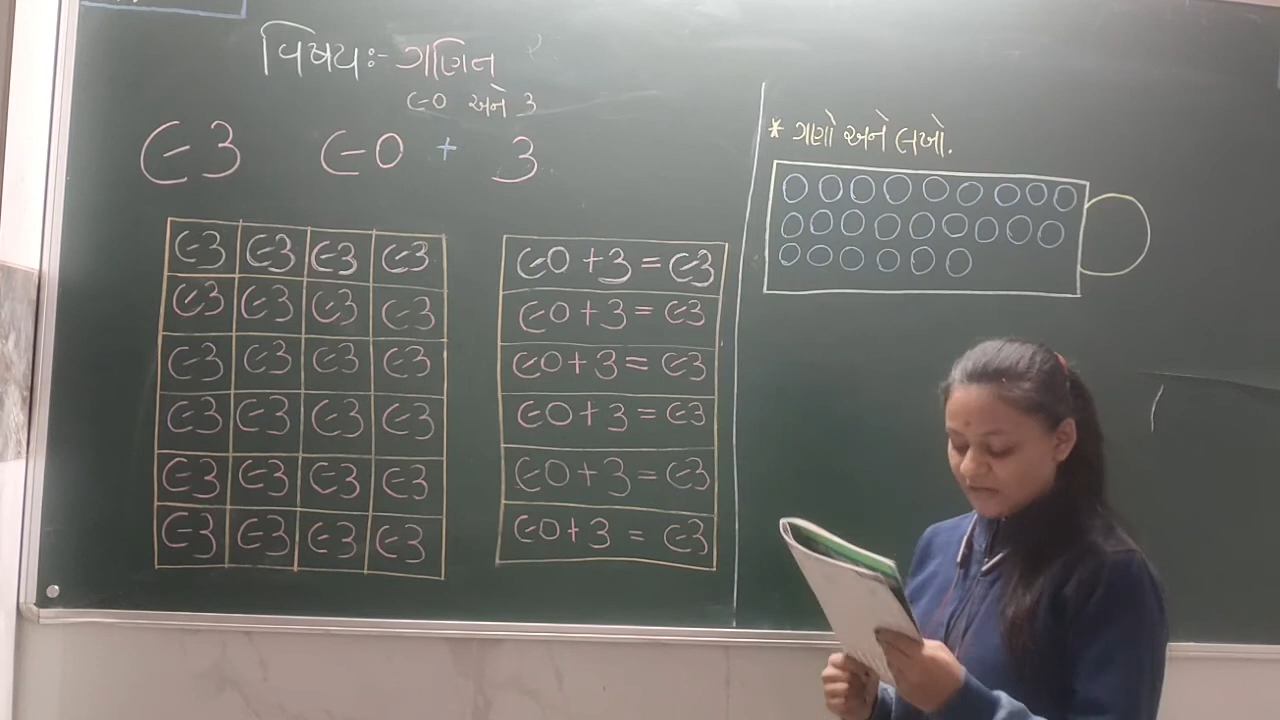 વિષય:- ગણિત
૯૦ અને ૩
૯૩ ૯૦ + ૩
૯૩ ૯૩ ૯૩ ૯૩
૯૩ ૯૩ ૯૩ ૯૩
૯૩ ૯૩ ૯૩ ૯૩
૯૩ ૯૩ ૯૩ ૯૩
૯૩ ૯૩ ૯૩ ૯૩
૯૩ ૯૩ ૯૩ ૯૩
૯૦ + ૩ = ૯૩
૯૦ + ૩ = ૯૩
૯૦ + ૩ = ૯૩
૯૦ + ૩ = ૯૩
૯૦ + ૩ = ૯૩
૯૦ + ૩ = ૯૩
* ગણો અને લખો.